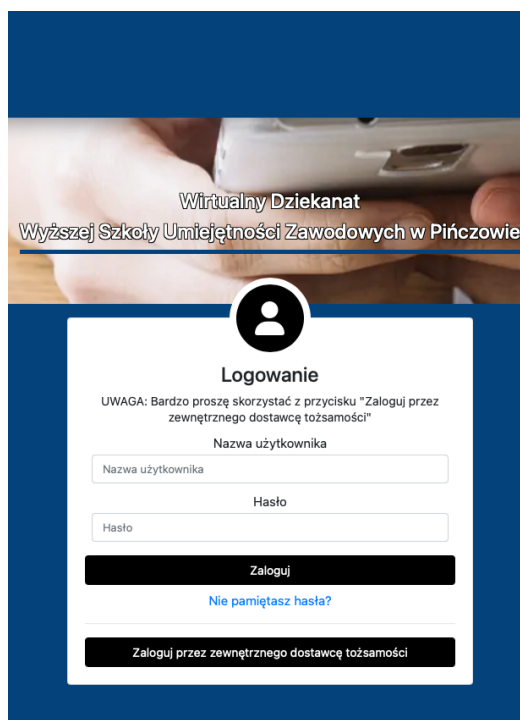 Wirtualny Dziekanat
Wyższej Szkoły Umiejętności Zawodowych w Pińczowie
Logowanie
UWAGA: Bardzo proszę skorzystać z przycisku "Zaloguj przez
zewnętrznego dostawcę tożsamości"
Nazwa użytkownika
Nazwa użytkownika
Hasło
Hasło
Zaloguj
Nie pamiętasz hasła?
Zaloguj przez zewnętrznego dostawcę tożsamości